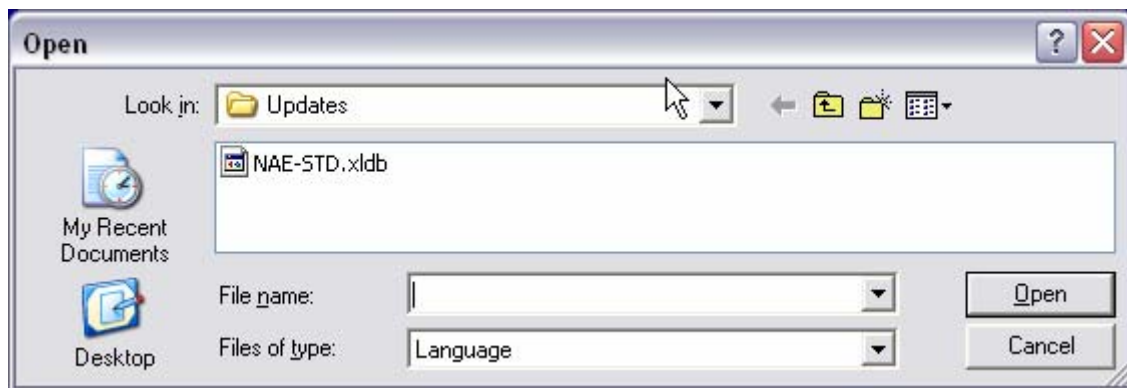 Open
Look in:
Updates
NAE-STD.xldb
My Recent
Documents
Desktop
File name:
Open
Files of type:
Language
Cancel